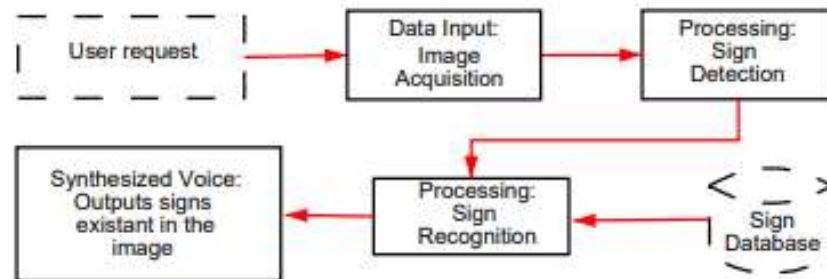 User request
Data Input:
Image
Acquisition
Processing:
Sign
Detection
Synthesized Voice:
Outputs signs
existant in the
image
Processing:
Sign
Recognition
Sign
Database